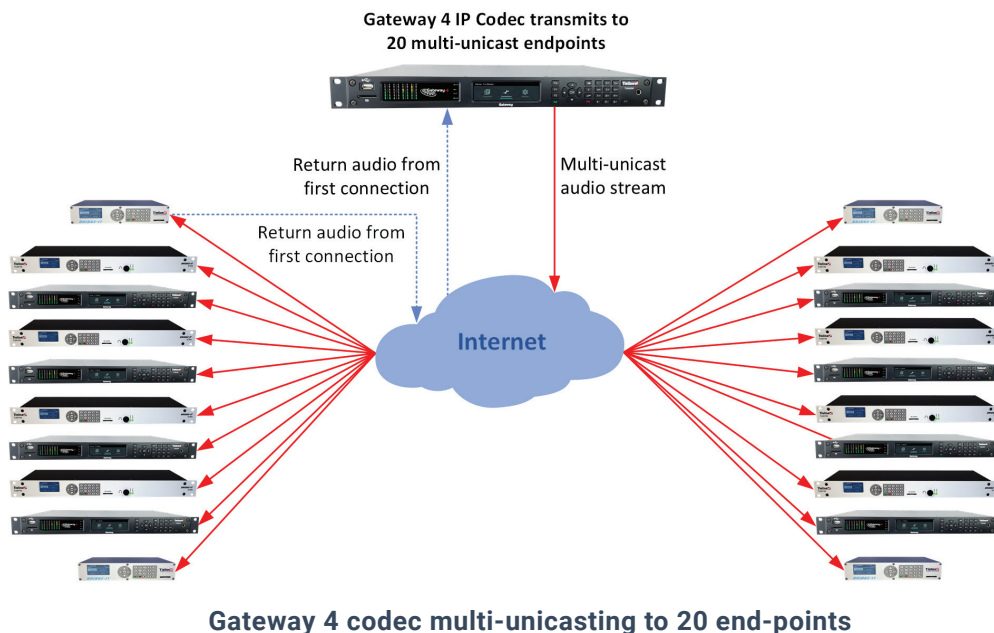 Gateway 4 IP Codec transmits to
20 multi-unicast endpoints
Gateway
Return audio from
first connection
Multi-unicast
audio stream
Return audio from
first connection
Internet
Gateway 4 codec multi-unicasting to 20 end-points